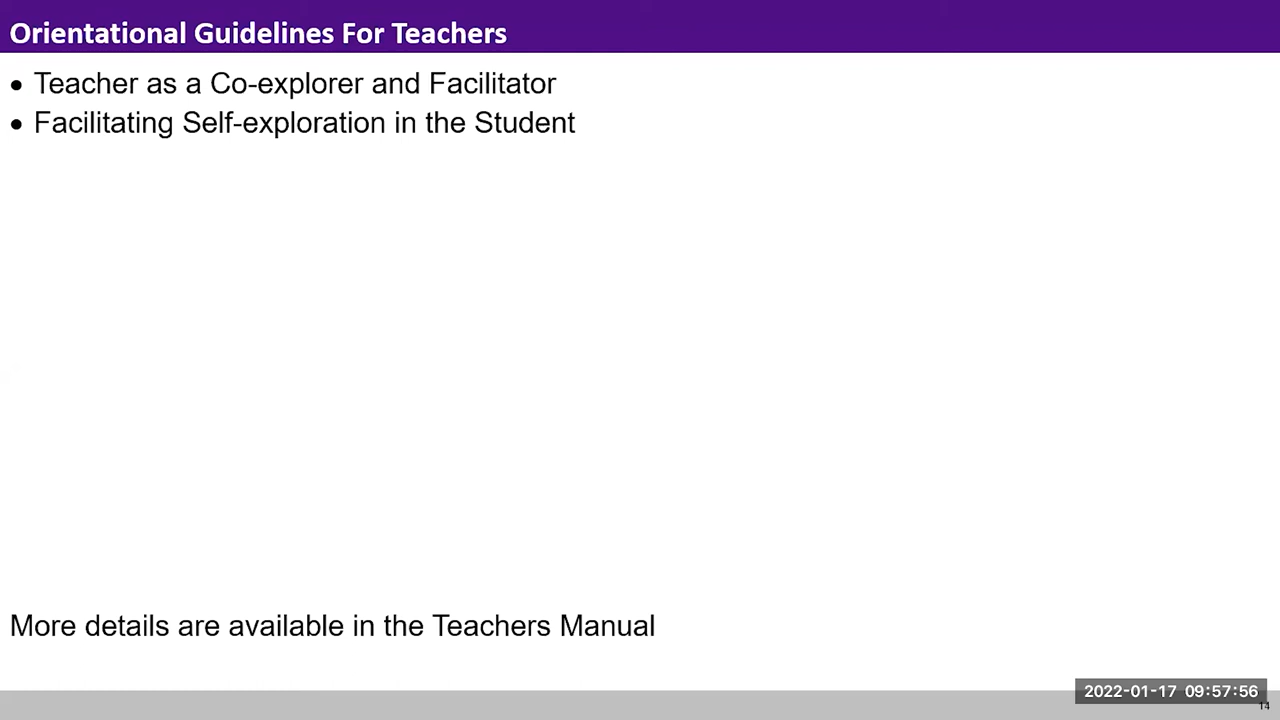 Orientational Guidelines For Teachers
• Teacher as a Co-explorer and Facilitator
• Facilitating Self-exploration in the Student
More details are available in the Teachers Manual
2022-01-17 09:57:56
14